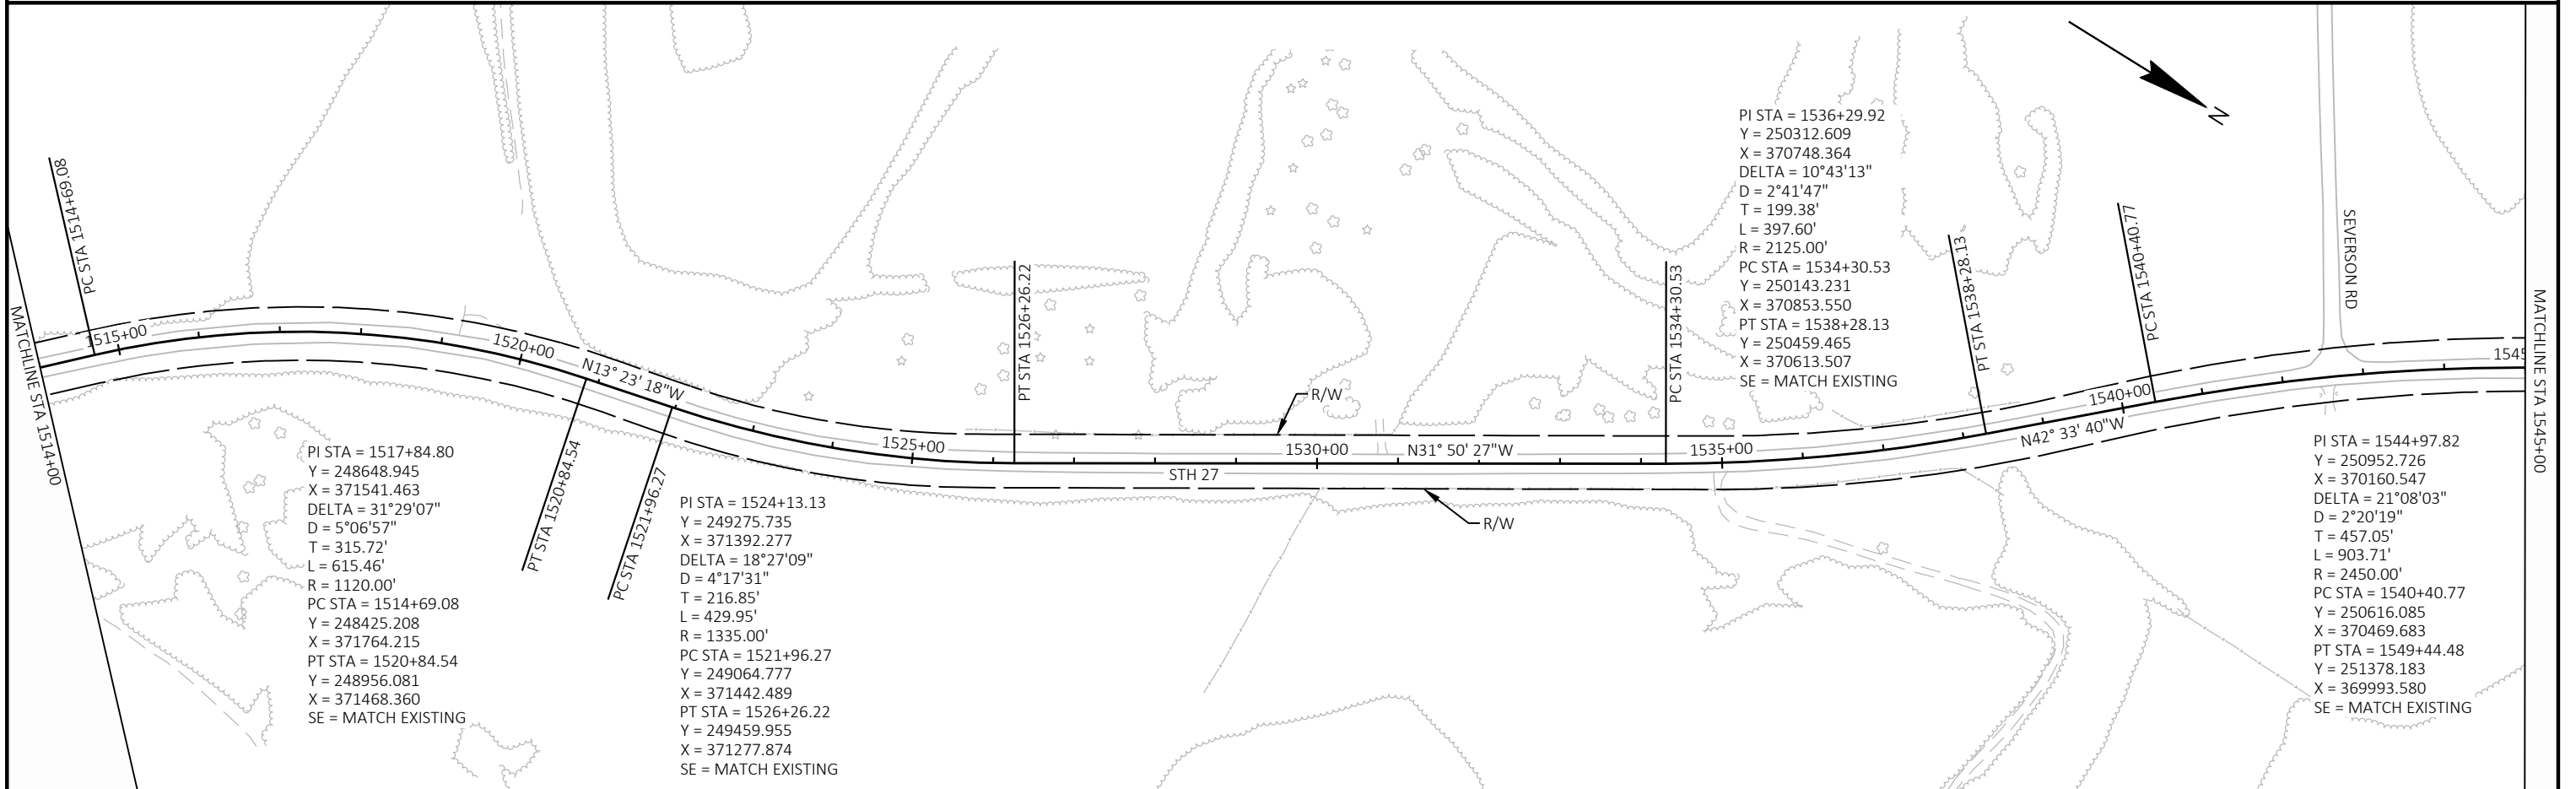 MATCHLINE STA 1514+00
PC STA 1514+69.08
1515+00
1520+00
N13° 23' 18"W
PT STA 1520+84.54
PC STA 1521+96.27
PI STA = 1517+84.80
Y = 248648.945
X = 371541.463
DELTA = 31°29'07"
D = 5°06'57"
T = 315.72'
L = 615.46'
R = 1120.00'
PC STA = 1514+69.08
Y = 248425.208
X = 371764.215
PT STA = 1520+84.54
Y = 248956.081
X = 371468.360
SE = MATCH EXISTING
PI STA = 1524+13.13
Y = 249275.735
X = 371392.277
DELTA = 18°27'09"
D = 4°17'31"
T = 216.85'
L = 429.95'
R = 1335.00'
PC STA = 1521+96.27
Y = 249064.777
X = 371442.489
PT STA = 1526+26.22
Y = 249459.955
X = 371277.874
SE = MATCH EXISTING
1525+00
PT STA 1526+26.22
R/W
1530+00
N31° 50' 27"W
STH 27
R/W
PC STA 1534+30.53
1535+00
PI STA = 1536+29.92
Y = 250312.609
X = 370748.364
DELTA = 10°43'13"
D = 2°41'47"
T = 199.38'
L = 397.60'
R = 2125.00'
PC STA = 1534+30.53
Y = 250143.231
X = 370853.550
PT STA = 1538+28.13
Y = 250459.465
X = 370613.507
SE = MATCH EXISTING
PT STA 1538+28.13
PC STA 1540+40.77
1540+00
N42° 33' 40"W
N
SEVERSON RD
1545
PI STA = 1544+97.82
Y = 250952.726
X = 370160.547
DELTA = 21°08'03"
D = 2°20'19"
T = 457.05'
L = 903.71'
R = 2450.00'
PC STA = 1540+40.77
Y = 250616.085
X = 370469.683
PT STA = 1549+44.48
Y = 251378.183
X = 369993.580
SE = MATCH EXISTING
MATCHLINE STA 1545+00